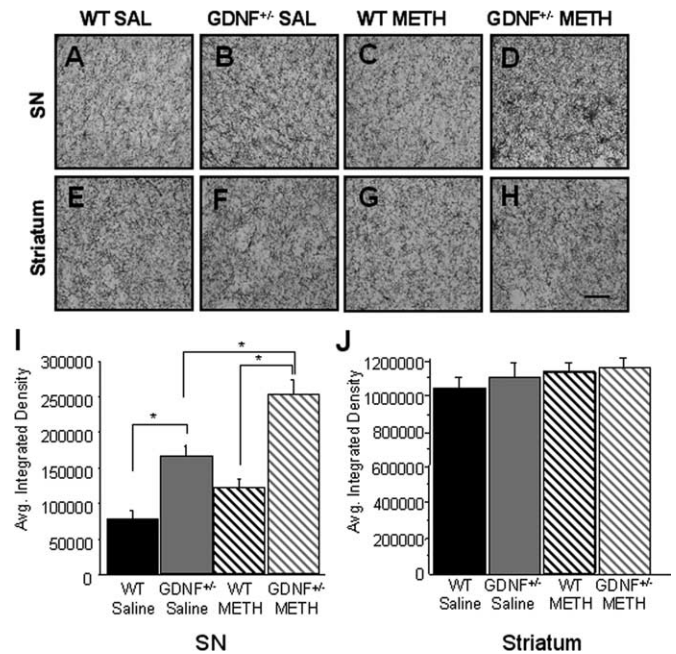 WT SAL GDNF+/- SAL WT METH GDNF+/- METH
SN
A B C D
Striatum
E F G H
I
Avg. Integrated Density
300000
250000
200000
150000
100000
50000
0
*
*
*
WT Saline
GDNF+/- Saline
WT METH
GDNF+/- METH
SN
J
Avg. Integrated Density
1200000
1000000
800000
600000
400000
200000
0
WT Saline
GDNF+/- Saline
WT METH
GDNF+/- METH
Striatum